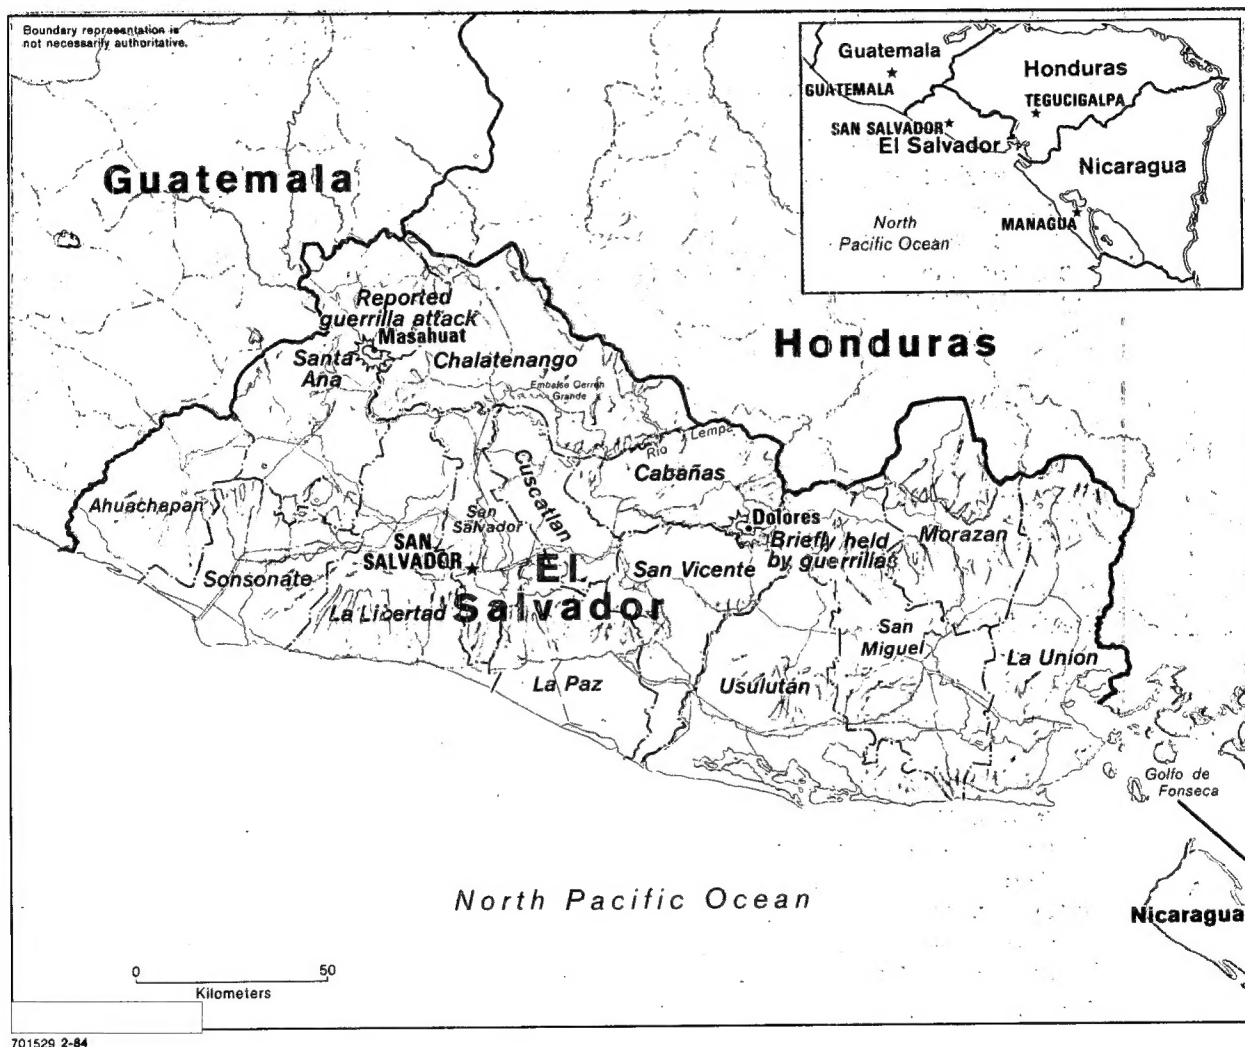 Boundary representation is
not necessarily authoritative.
Guatemala
Honduras
GUATEMALA
TEGUCIGALPA
SAN SALVADOR
El Salvador
Nicaragua
MANAGUA
North
Pacific Ocean
Guatemala
Honduras
Reported
guerrilla attack
Masahuat
Santa
Ana
Chalatenango
Embalse Cerron
Grande
Rio Lempa
Cabañas
Cuscatlan
Ahuachapan
San
Salvador
Dolores
Briefly held
by guerrillas
Morazan
SAN
SALVADOR
El
Salvador
San Vicente
Sonsonate
La Libertad
San
Miguel
La Union
La Paz
Usulután
Golfo de
Fonseca
North Pacific Ocean
Nicaragua
0 50
Kilometers
701529 2-84